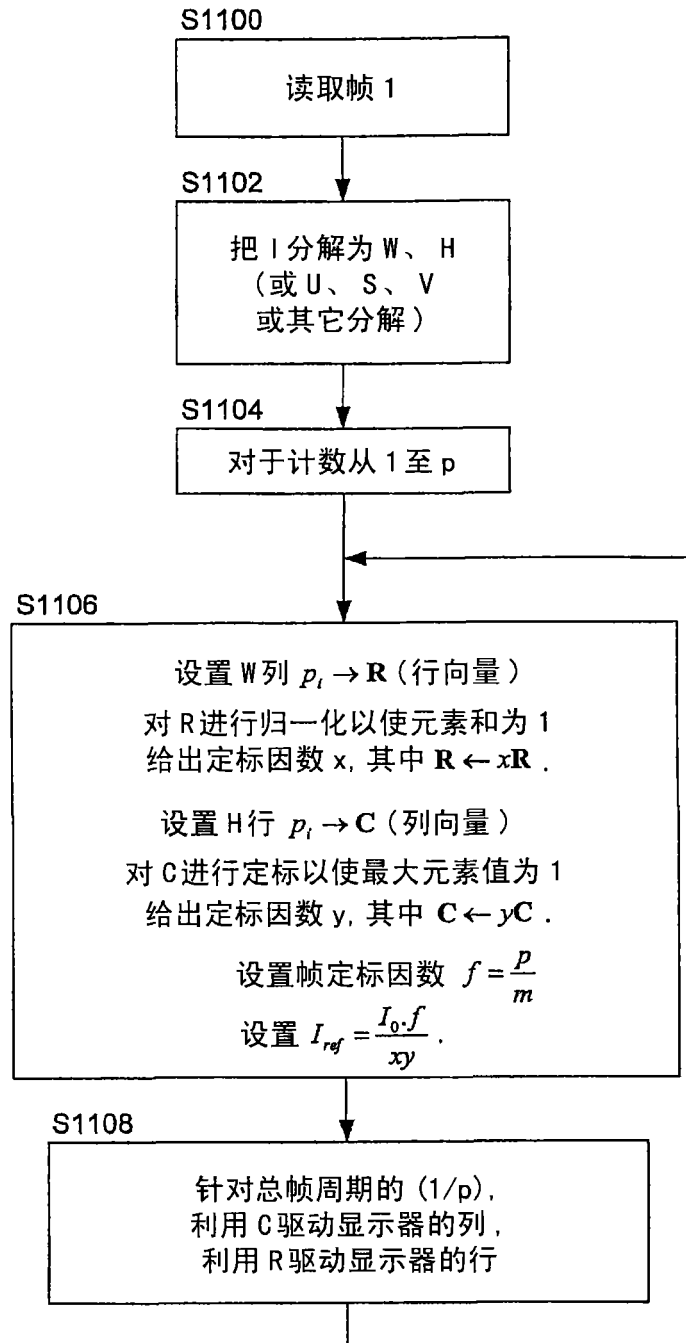 S1100
读取帧 1
S1102
把 I 分解为 W、 H
(或 U、 S、 V
或其它分解)
S1104
对于计数从 1 至 p
S1106
设置 W列 p_i → R (行向量)
对 R 进行归一化以使元素和为 1
给出定标因数 x, 其中 R ← xR .
设置 H行 p_i → C (列向量)
对 C 进行定标以使最大元素值为 1
给出定标因数 y, 其中 C ← yC .
设置帧定标因数 f = p/m
设置 I_ref = I_0.f/xy .
S1108
针对总帧周期的 (1/p),
利用 C 驱动显示器的列,
利用 R 驱动显示器的行